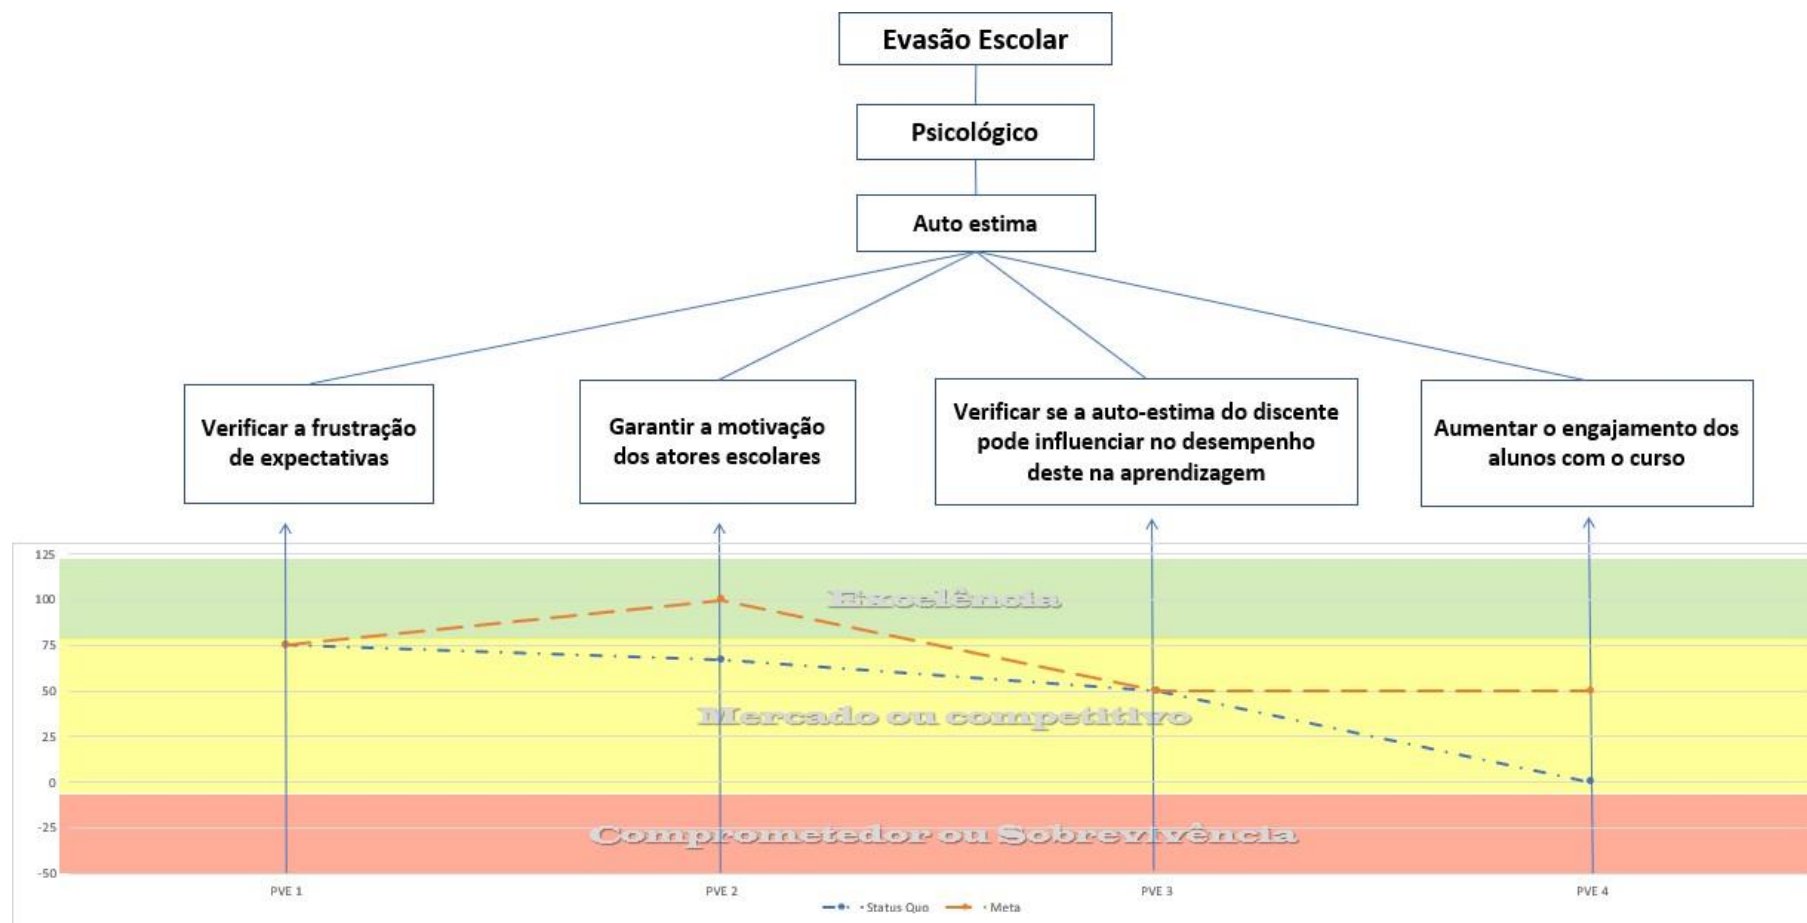 Evasão Escolar
Psicológico
Auto estima
Verificar a frustração
de expectativas
Garantir a motivação
dos atores escolares
Verificar se a auto-estima do discente
pode influenciar no desempenho
deste na aprendizagem
Aumentar o engajamento dos
alunos com o curso
125
100
75
50
25
0
-25
-50
Excelência
Mercado ou competitivo
Comprometedor ou Sobrevivência
PVE 1
PVE 2
PVE 3
PVE 4
Status Quo
Meta